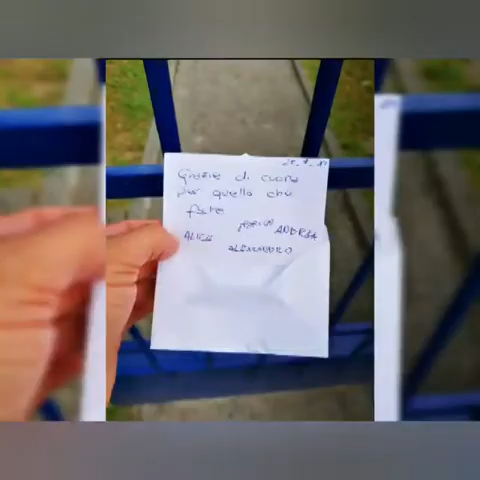 Grazie di cuore
per quello che
fate
ANDREA
ALICE
ALESSANDRO